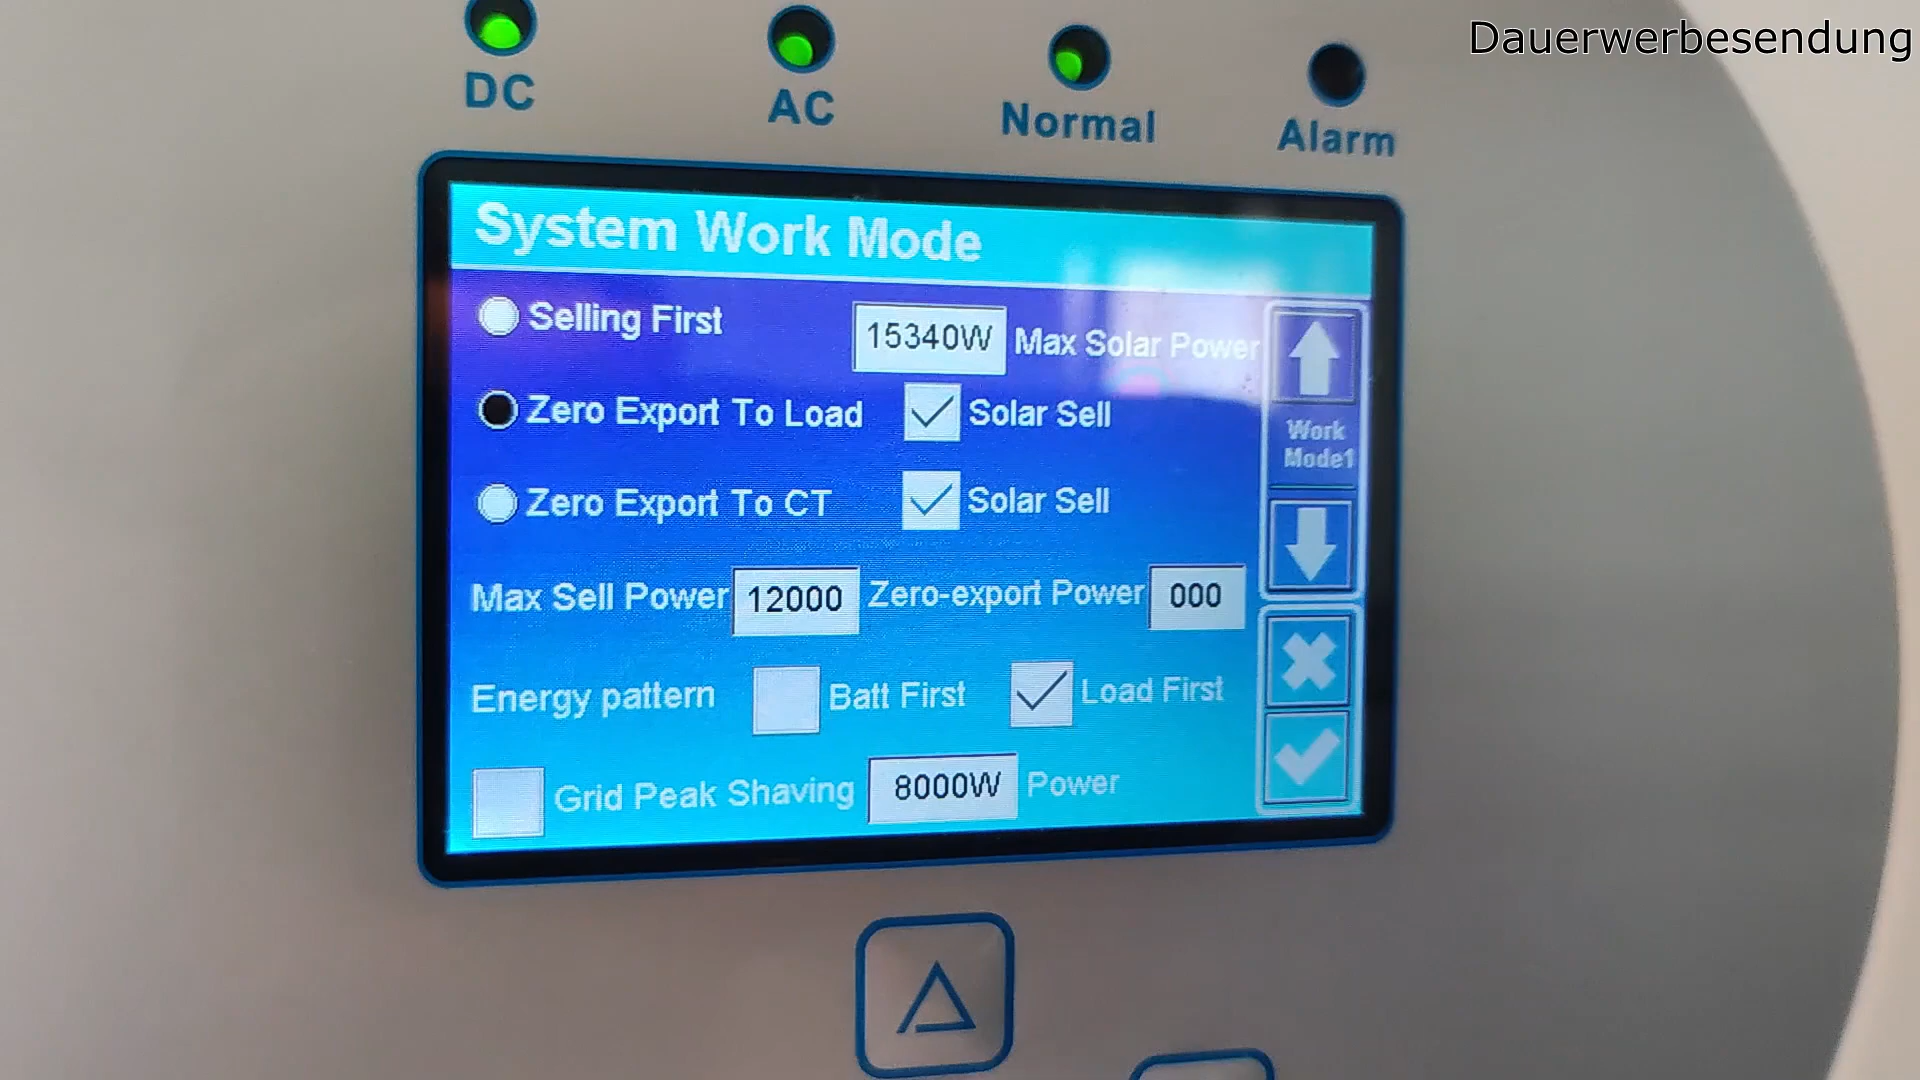 Dauerwerbesendung
DC AC Normal Alarm
System Work Mode
Selling First 15340W Max Solar Power
Zero Export To Load Solar Sell
Work
Mode1
Zero Export To CT Solar Sell
Max Sell Power 12000 Zero-export Power 000
Energy pattern Batt First Load First
Grid Peak Shaving 8000W Power